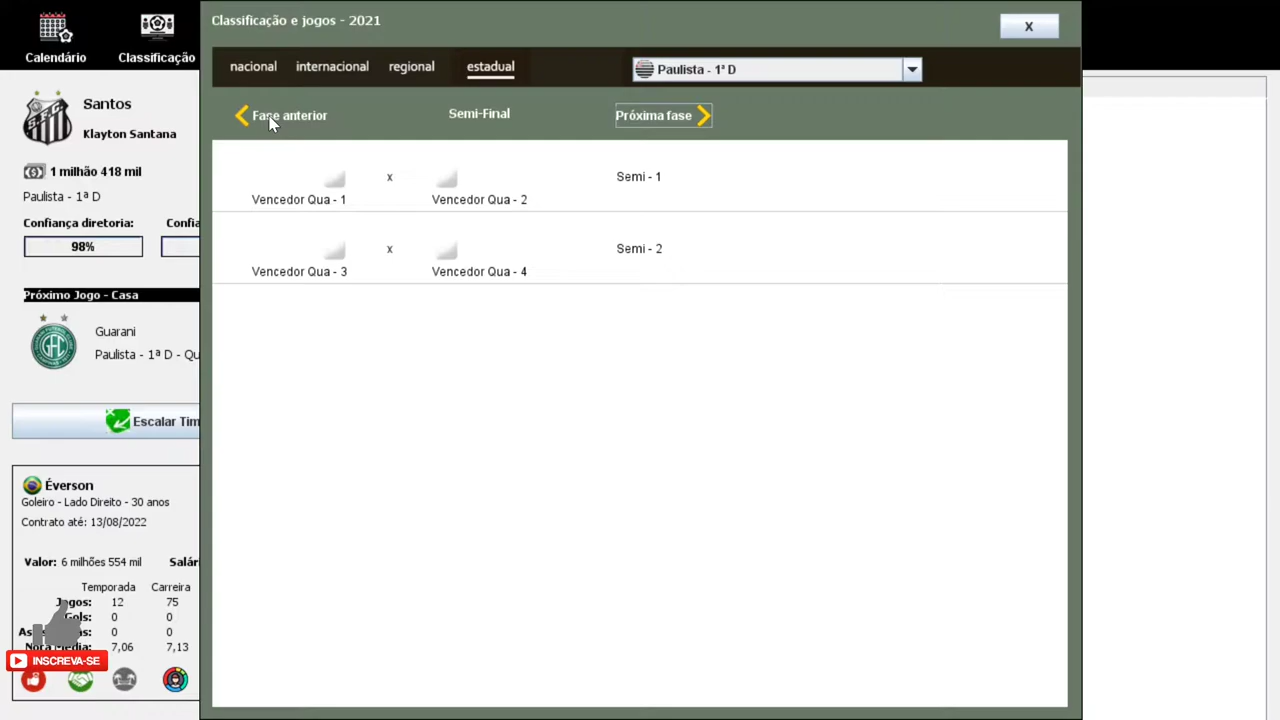 Classificação e jogos - 2021
X
Calendário
Classificação
nacional
internacional
regional
estadual
Paulista - 1ª D
Fase anterior
Semi-Final
Próxima fase
Santos
Klayton Santana
1 milhão 418 mil
Paulista - 1ª D
Confiança diretoria:
98%
Próximo Jogo - Casa
Guarani
Paulista - 1ª D - Qu
Escalar Tim
x
Semi - 1
Vencedor Qua - 1
Vencedor Qua - 2
x
Semi - 2
Vencedor Qua - 3
Vencedor Qua - 4
Éverson
Goleiro - Lado Direito - 30 anos
Contrato até: 13/08/2022
Valor: 6 milhões 554 mil
Temporada Carreira
Jogos: 12 75
Gols: 0 0
0 0
7,06 7,13
INSCREVA-SE